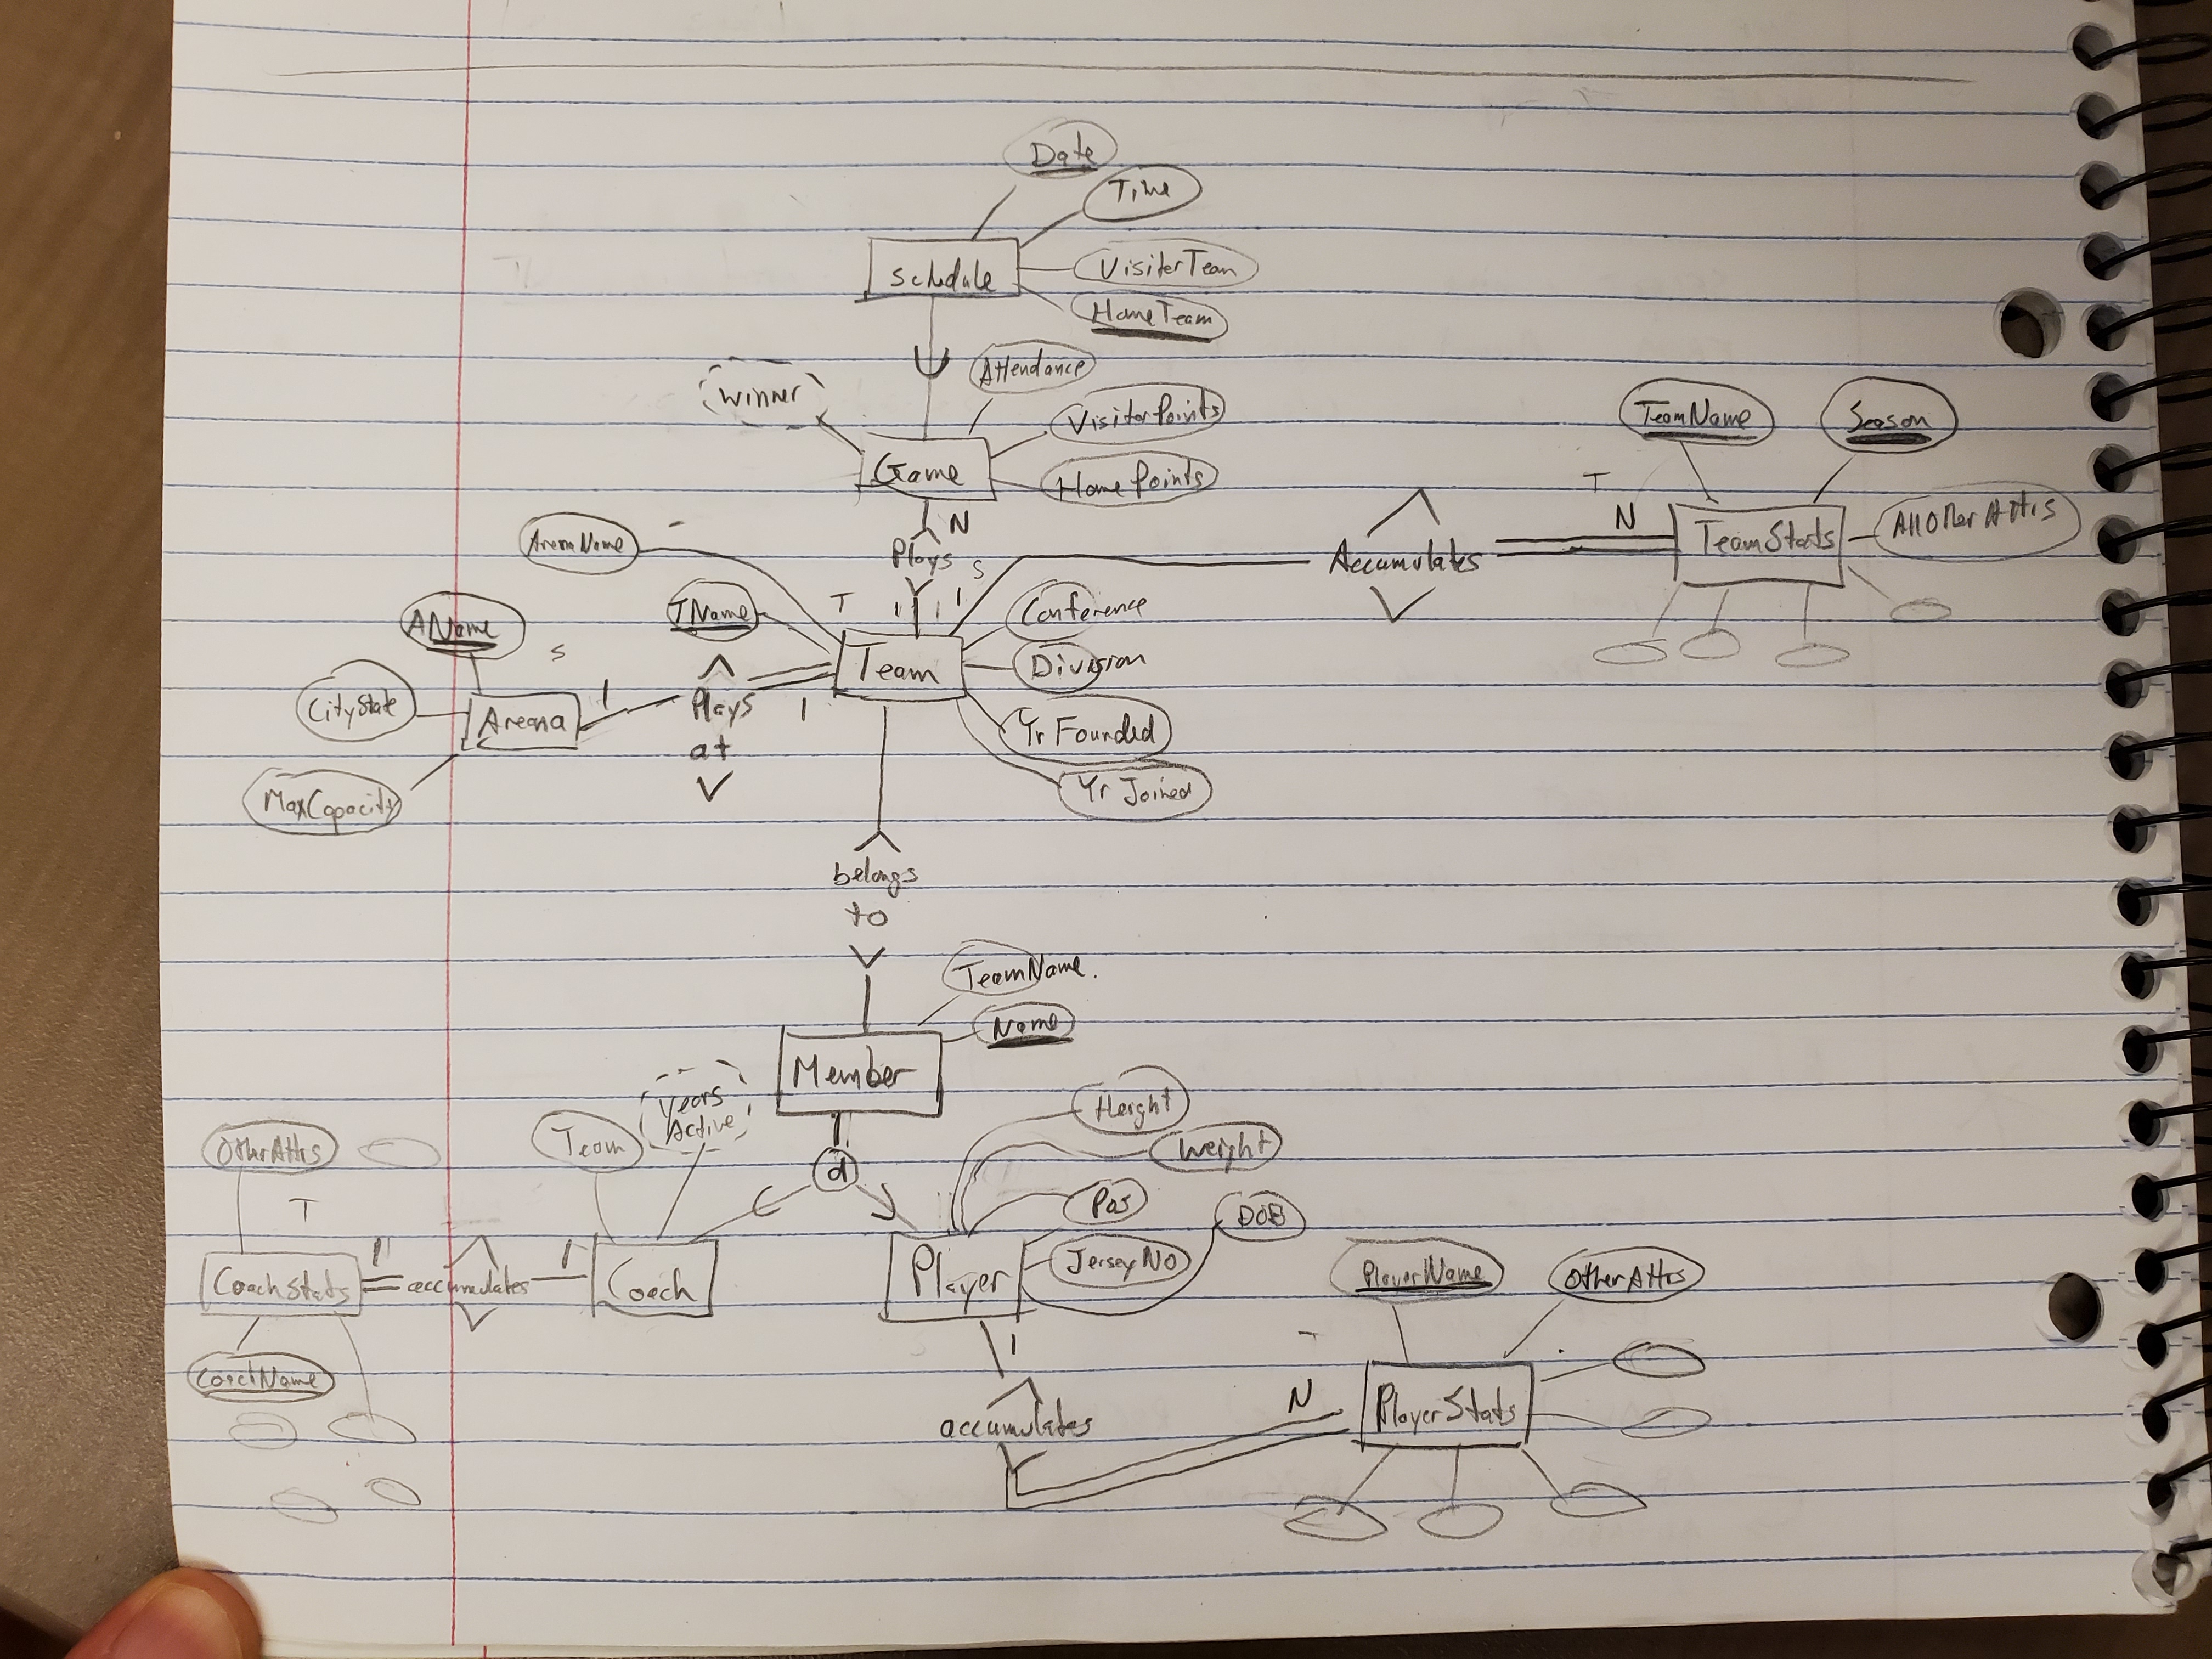 Date
Time
Schedule
VisiterTeam
HomeTeam
Attendance
Winner
VisitorPoints
Game
HomePoints
N
Plays
S
ArenaName
T
1 1 1
TName
Team
Conference
Division
Yr Founded
Yr Joined
AName
S
CityState
Areana
MaxCapacity
1
Plays
at
1
Accumulates
T
N
TeamName
Season
TeamStats
AllOtherAttrs
belongs
to
TeamName.
Name
Member
d
Years
Active
Team
Coach
1
accumulates
1
T
CoachStats
OtherAttrs
CoachName
Height
Weight
Pos
DOB
JerseyNo
Player
1
accumulates
N
PlayerName
OtherAttrs
PlayerStats